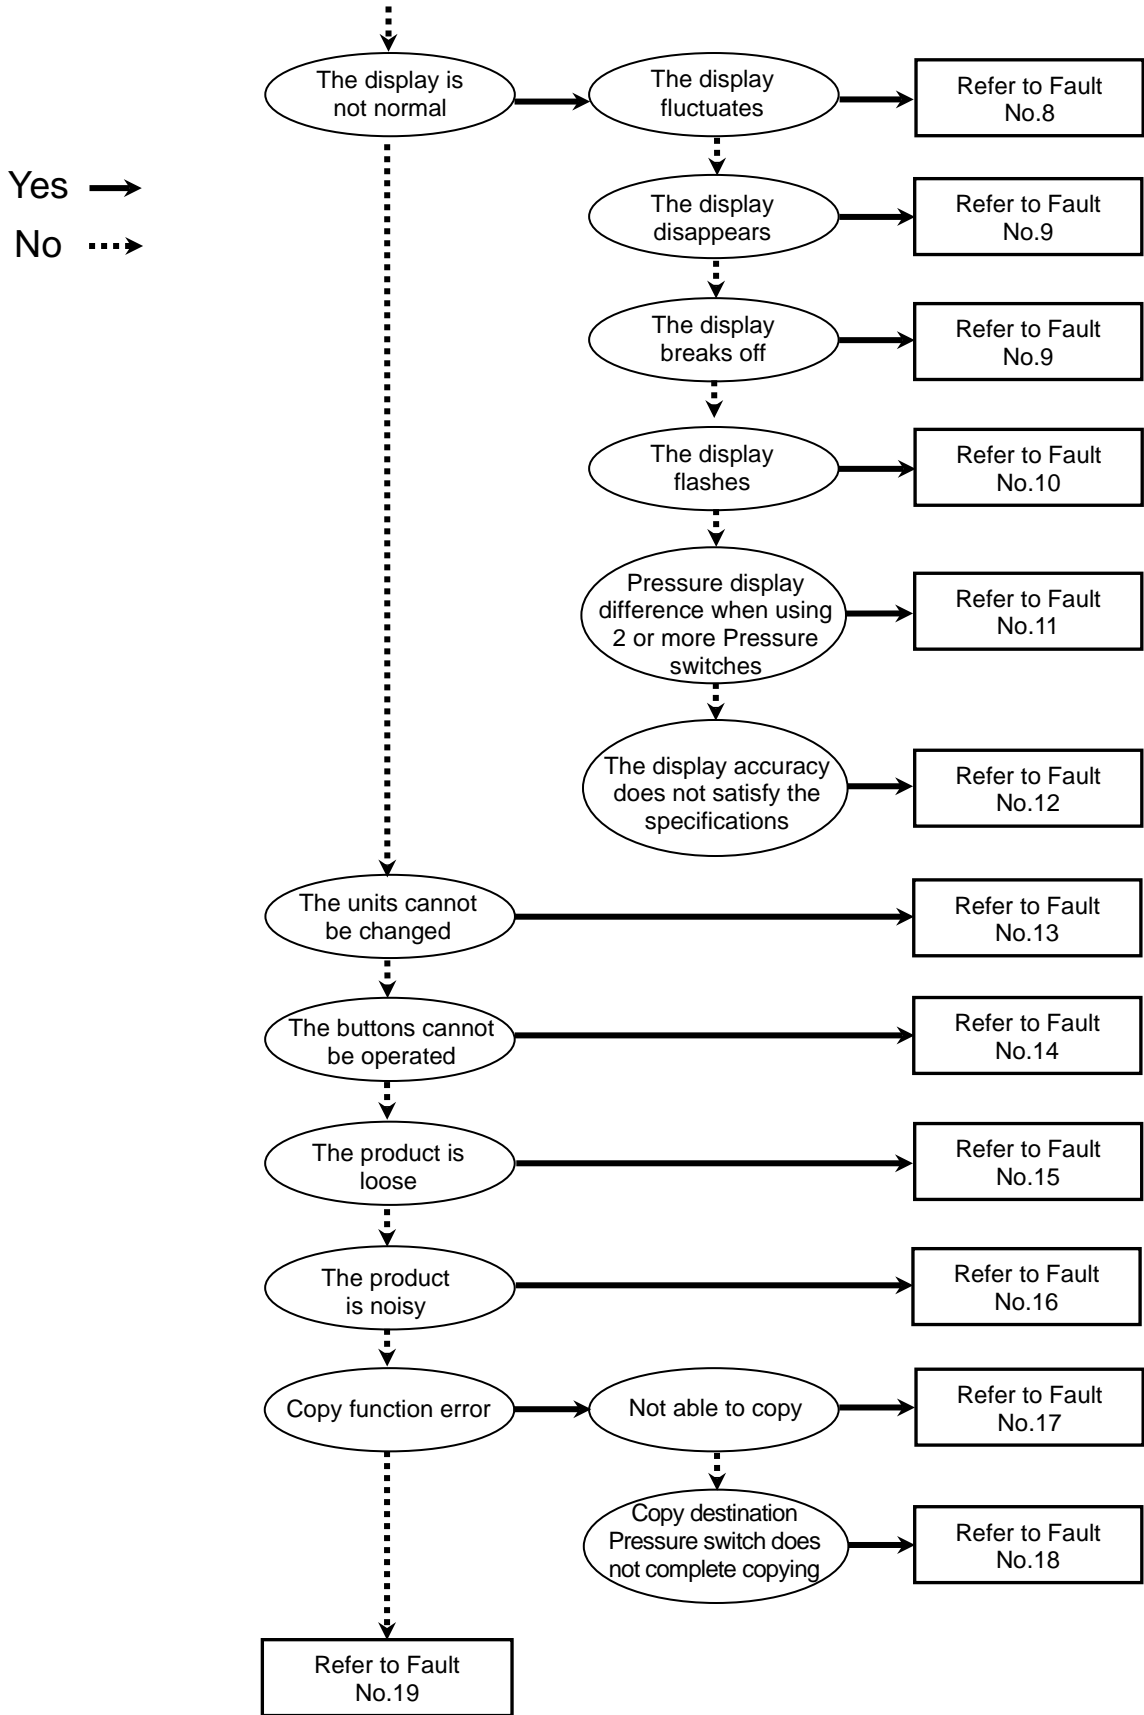 The display is
not normal
The display
fluctuates
Refer to Fault
No.8
Yes
No
The display
disappears
Refer to Fault
No.9
The display
breaks off
Refer to Fault
No.9
The display
flashes
Refer to Fault
No.10
Pressure display
difference when using
2 or more Pressure
switches
Refer to Fault
No.11
The display accuracy
does not satisfy the
specifications
Refer to Fault
No.12
The units cannot
be changed
Refer to Fault
No.13
The buttons cannot
be operated
Refer to Fault
No.14
The product is
loose
Refer to Fault
No.15
The product
is noisy
Refer to Fault
No.16
Copy function error
Not able to copy
Refer to Fault
No.17
Copy destination
Pressure switch does
not complete copying
Refer to Fault
No.18
Refer to Fault
No.19